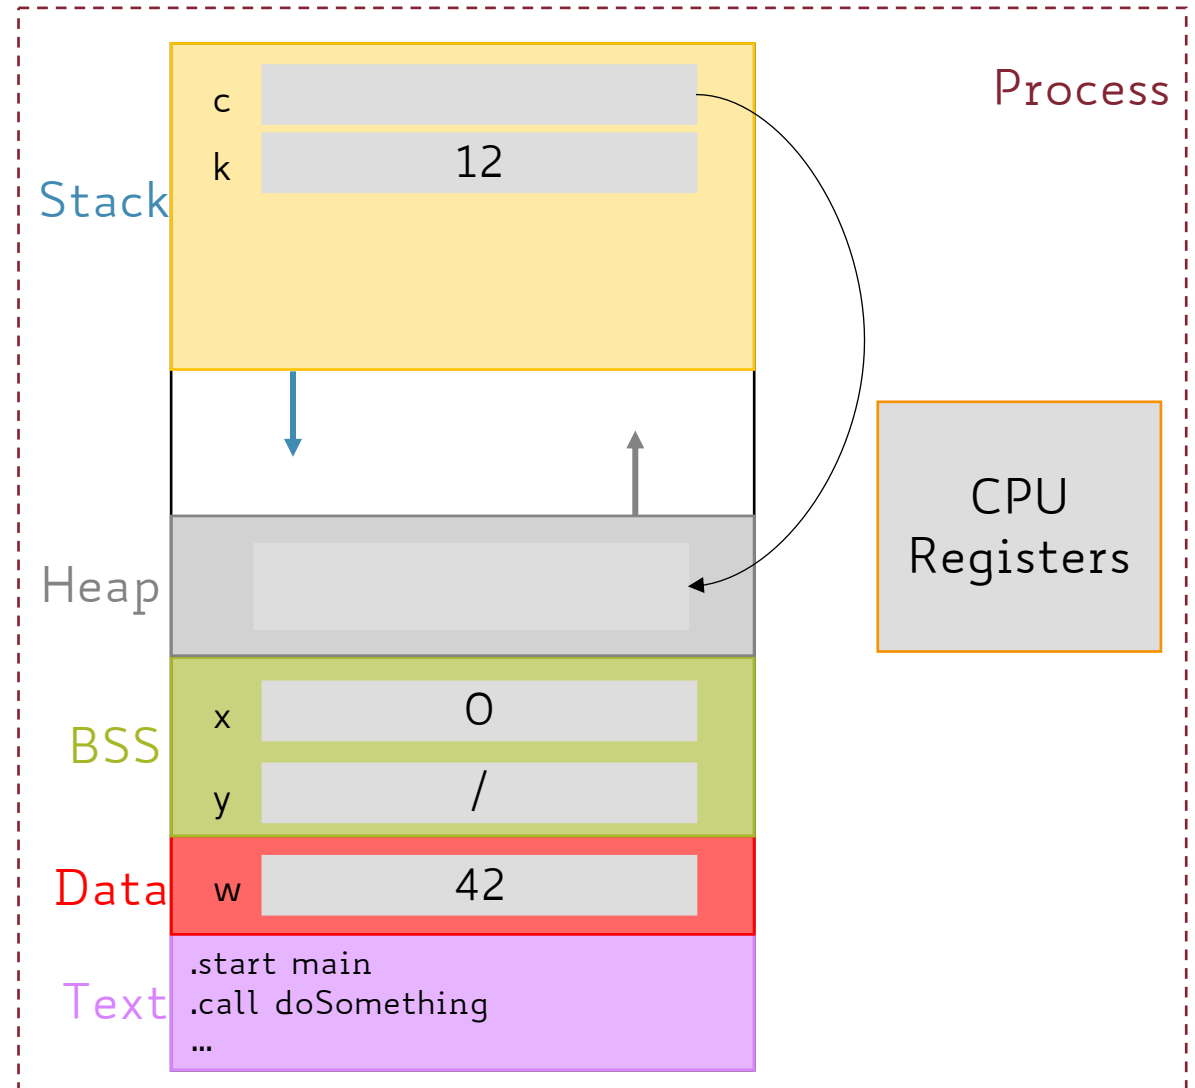 Process
c
k 12
Stack
CPU
Registers
Heap
x 0
BSS
y /
Data w 42
.start main
Text .call doSomething
...